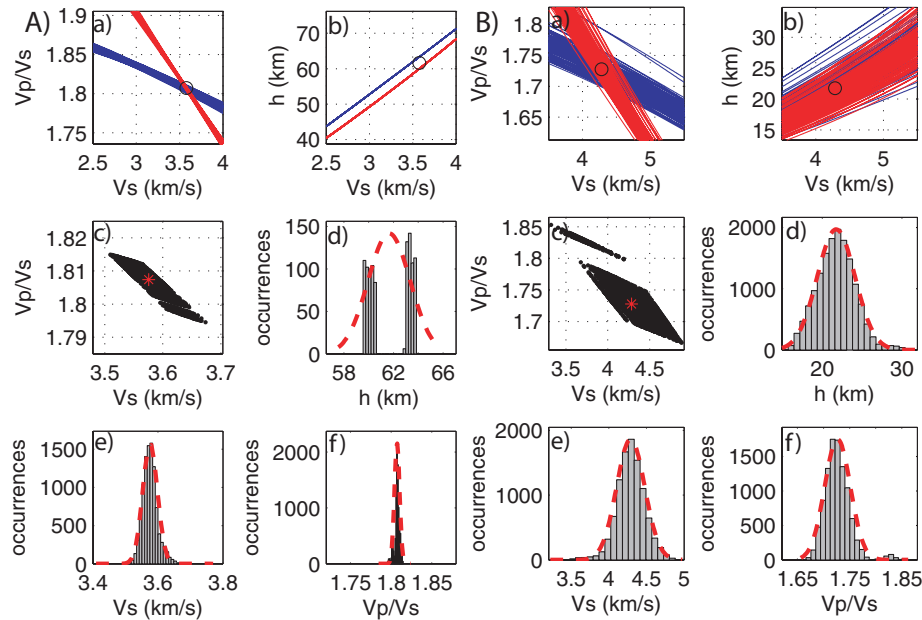 A)
a)
Vp/Vs
1.9
1.85
1.8
1.75
2.5 3 3.5 4
Vs (km/s)
b)
h (km)
70
60
50
40
2.5 3 3.5 4
Vs (km/s)
B)
a)
Vp/Vs
1.8
1.75
1.7
1.65
4 5
Vs (km/s)
b)
h (km)
30
25
20
15
4 5
Vs (km/s)
c)
Vp/Vs
1.82
1.81
1.8
1.79
3.5 3.6 3.7
Vs (km/s)
d)
occurrences
150
100
50
0
58 62 66
h (km)
c)
Vp/Vs
1.85
1.8
1.75
1.7
3.5 4 4.5
Vs (km/s)
d)
occurrences
2000
1000
0
20 30
h (km)
e)
occurrences
1500
1000
500
0
3.4 3.6 3.8
Vs (km/s)
f)
occurrences
2000
1000
0
1.75 1.8 1.85
Vp/Vs
e)
occurrences
2000
1000
0
3.5 4 4.5 5
Vs (km/s)
f)
occurrences
1500
1000
500
0
1.65 1.75 1.85
Vp/Vs